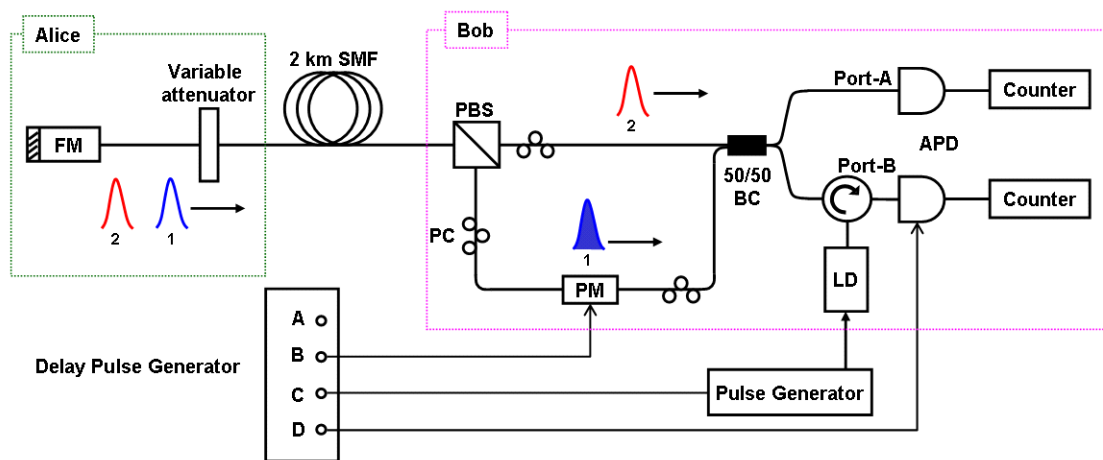 Alice
Bob
Variable
attenuator
2 km SMF
FM
2
1
PBS
2
PC
1
PM
50/50
BC
Port-A
Port-B
APD
Counter
Counter
LD
Delay Pulse Generator
A
B
C
D
Pulse Generator